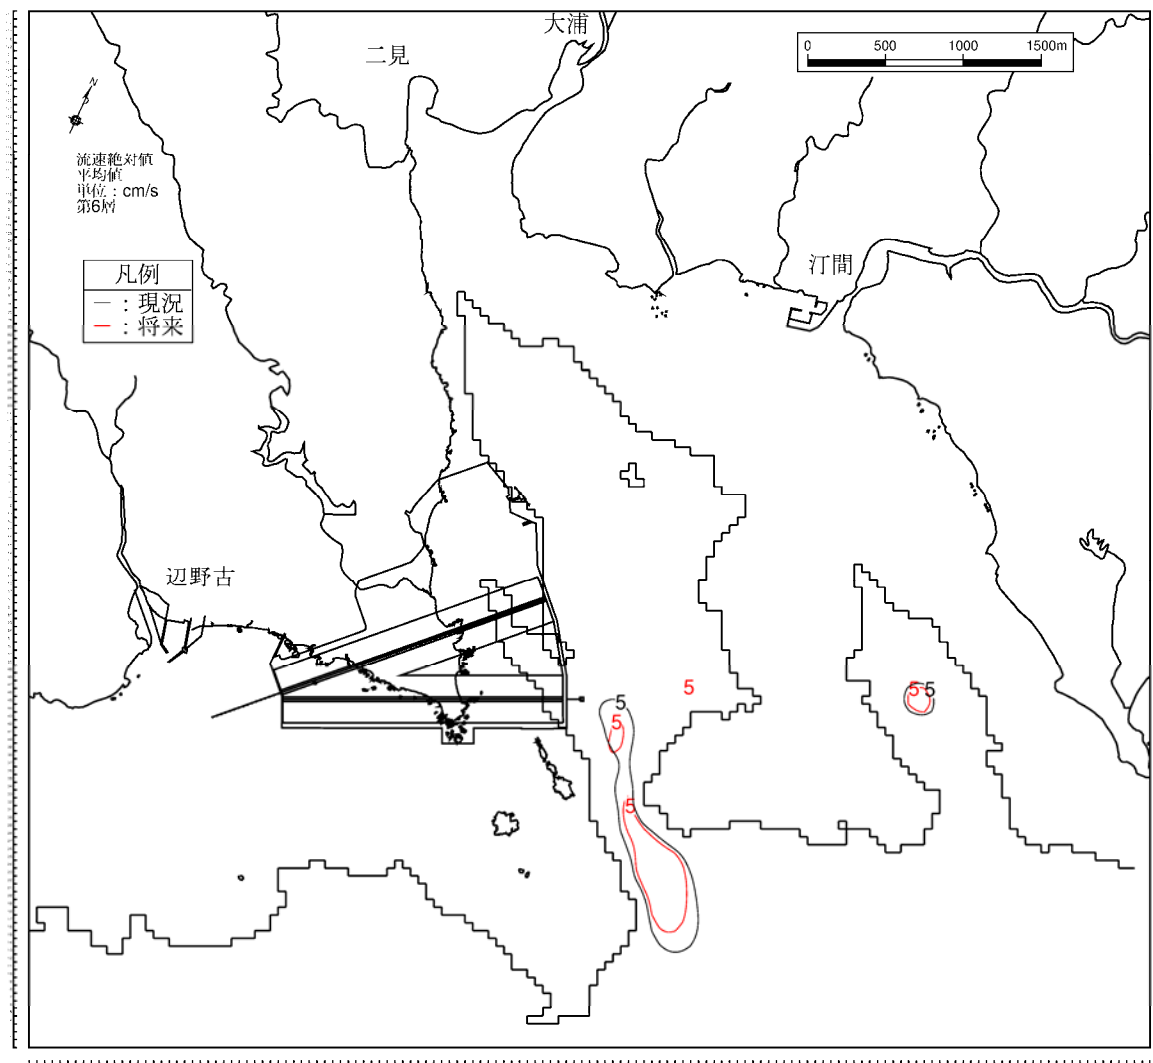 大浦
二見
0 500 1000 1500m
N
流速絶対値
平均値
単位：cm/s
第6層
汀間
凡例
—：現況
—：将来
辺野古
5
5
5
5
5
5